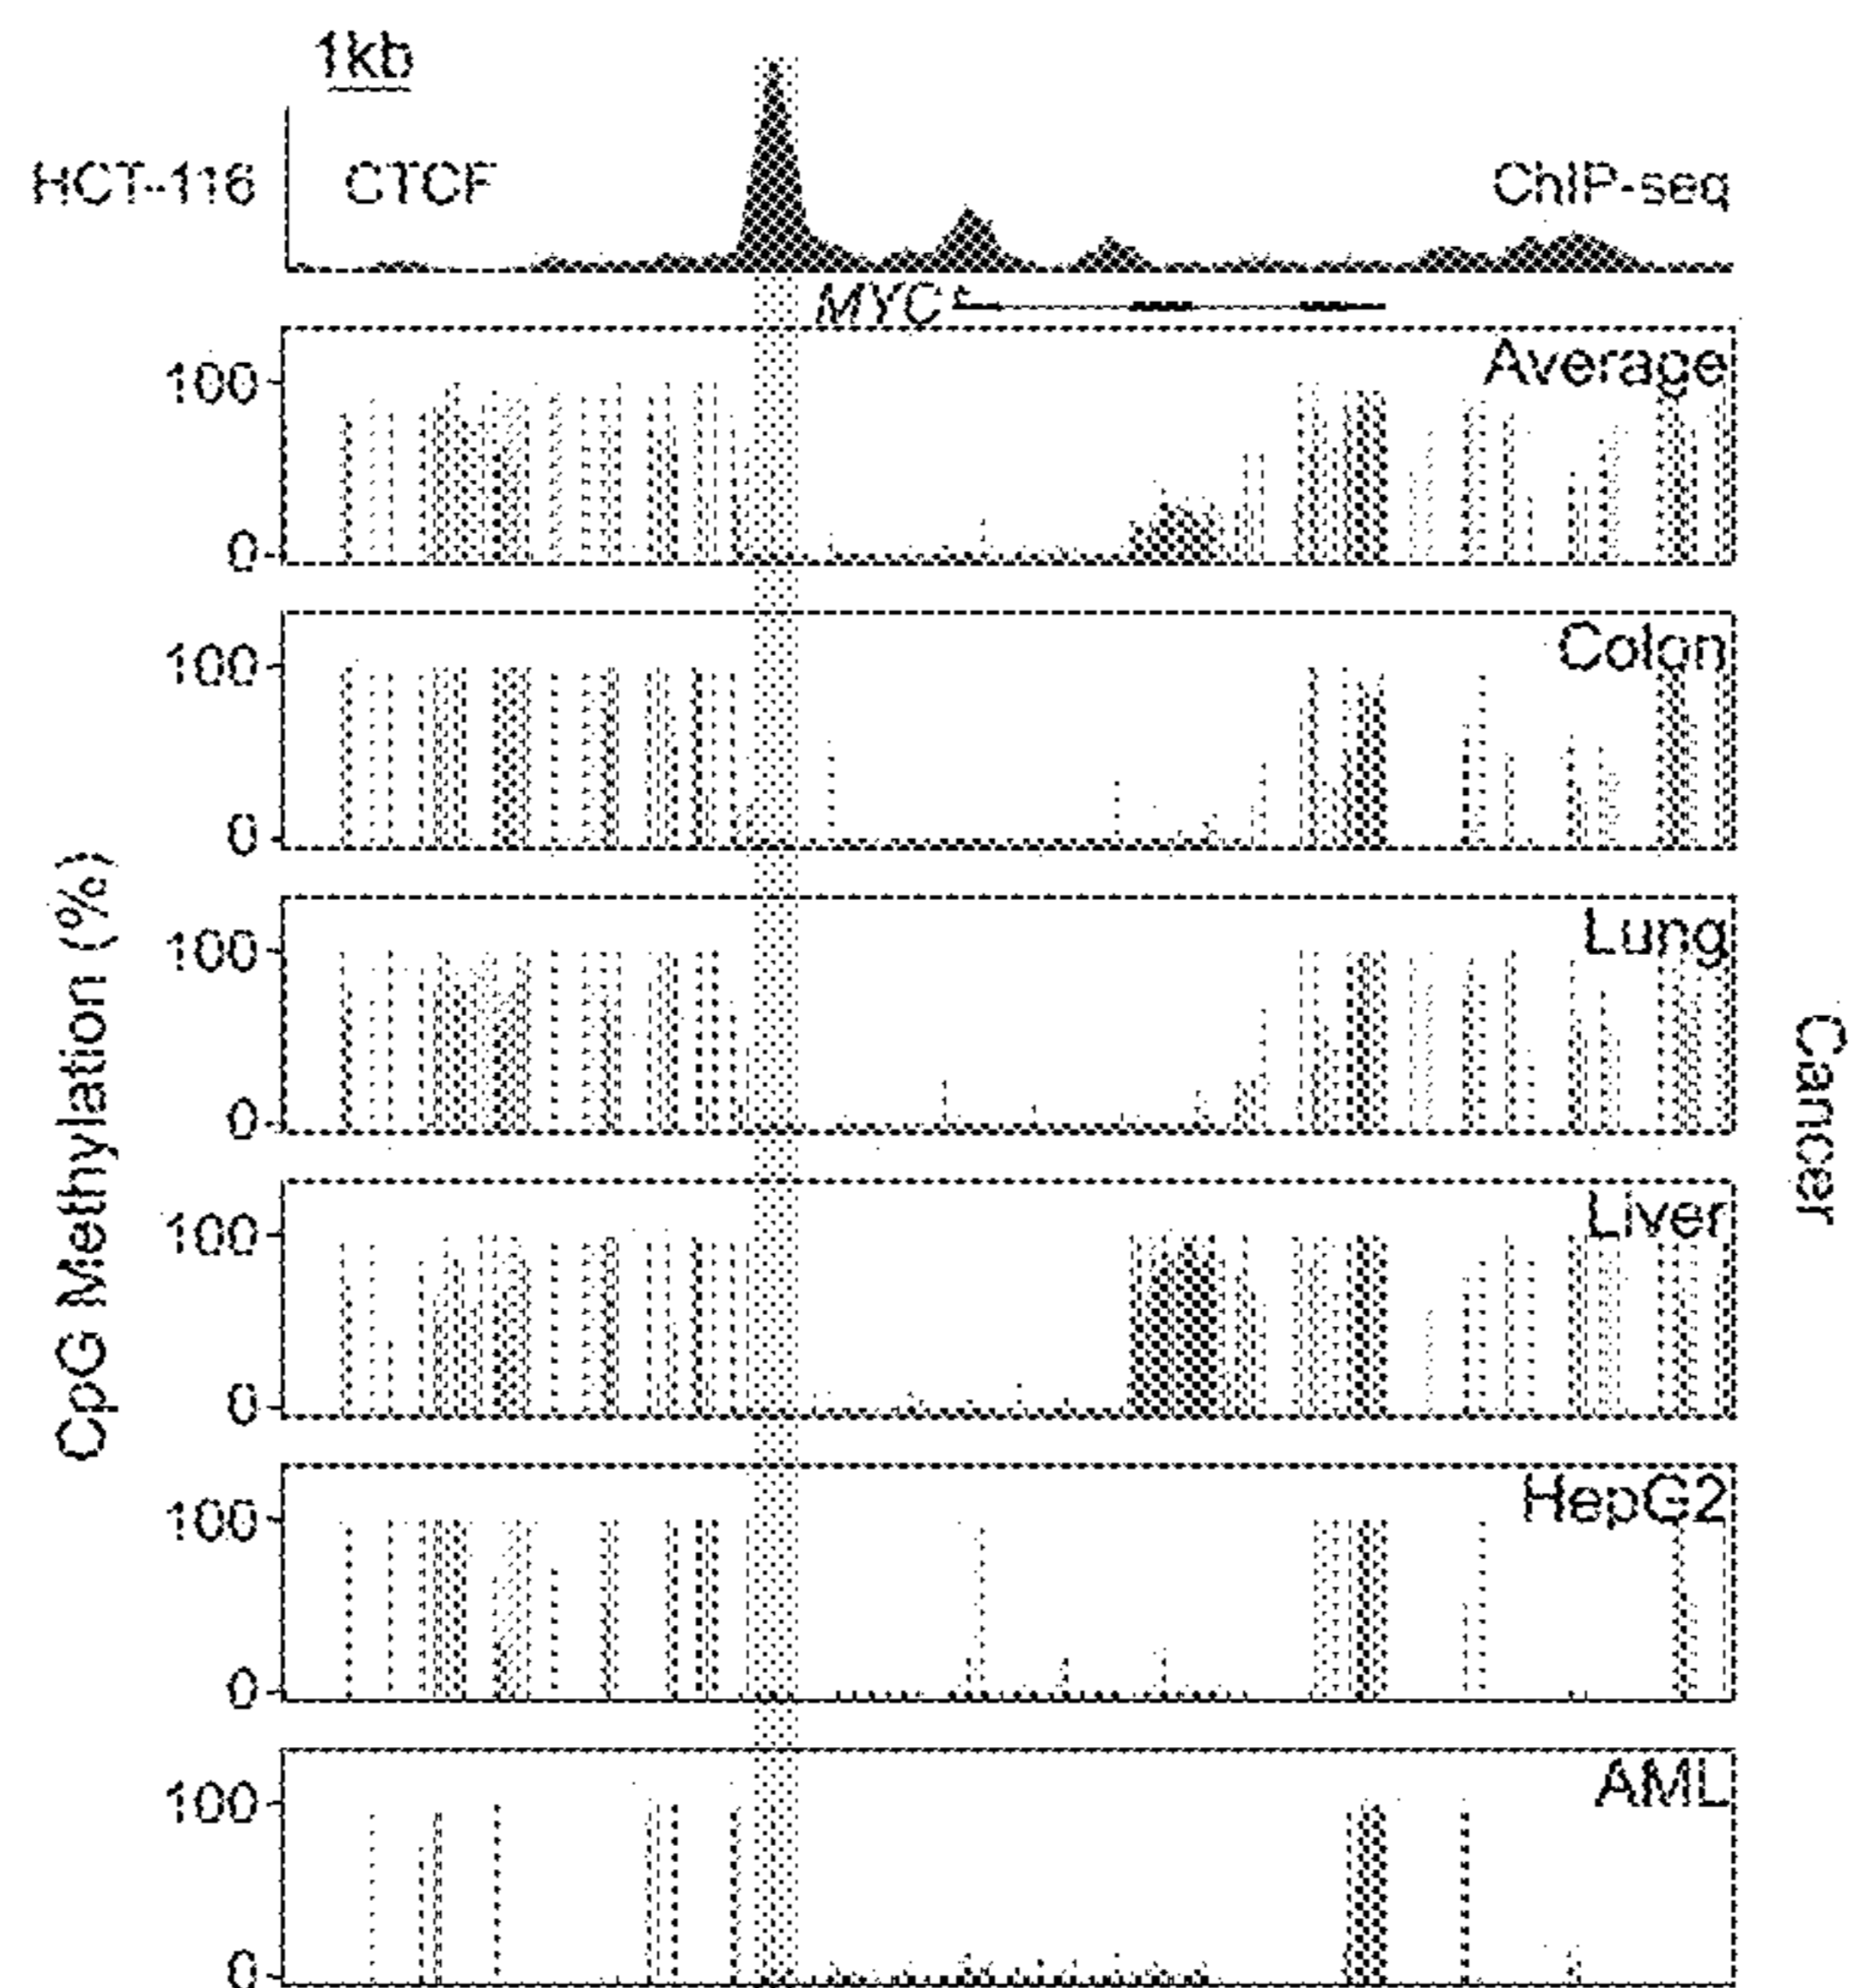 1kb
HCT-116
CTCF
ChIP-seq
MYC
Average
100
0
Colon
100
0
Lung
100
0
Liver
100
0
HepG2
100
0
AML
100
0
CpG Methylation (%)
Cancer